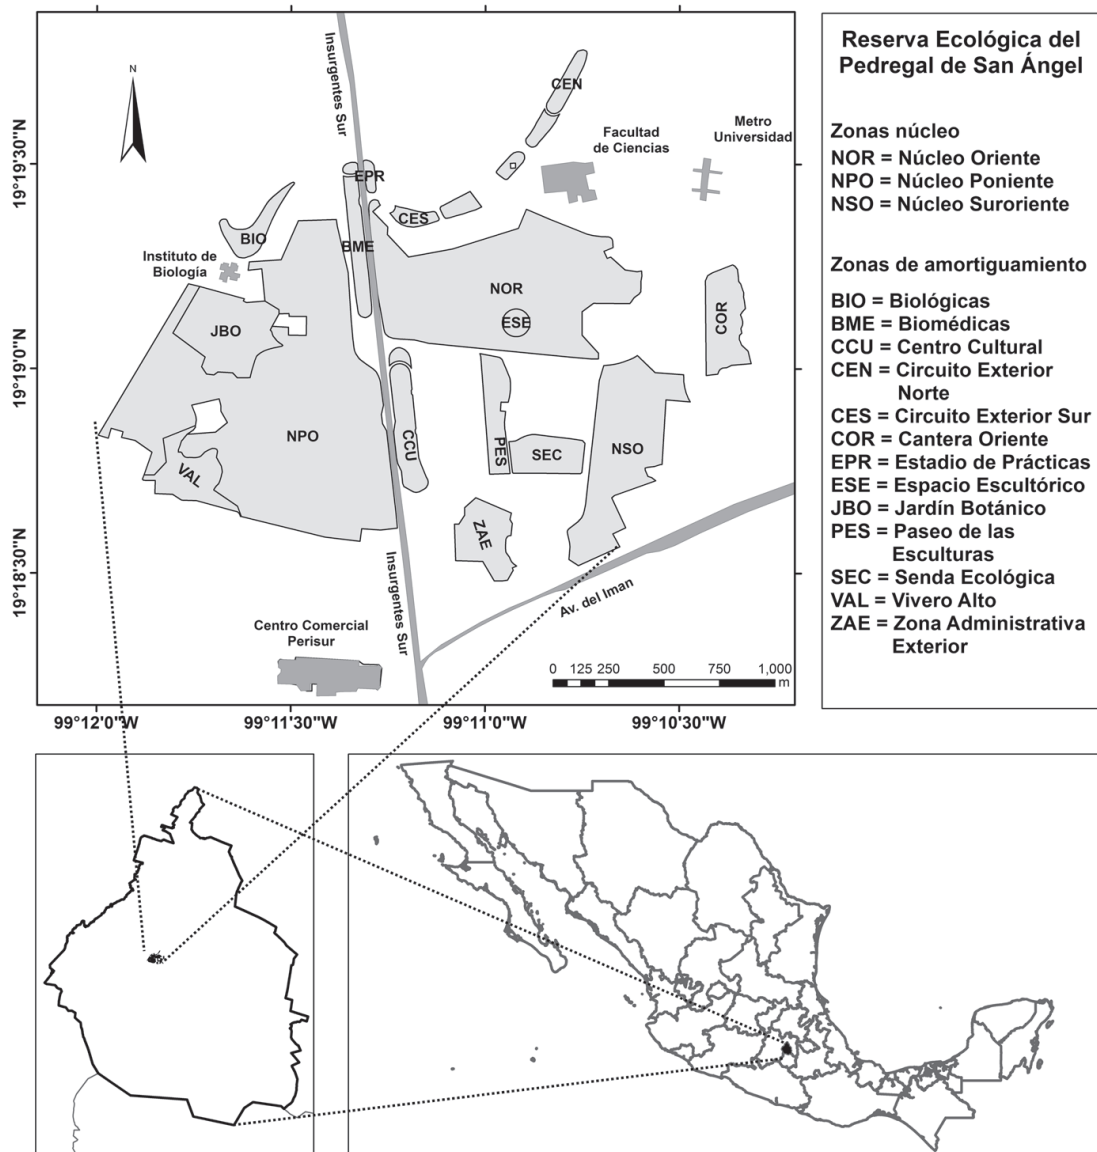 N
19°19'3.0"N
19°19'0"N
19°18'3.0"N
99°12'0"W
99°11'30"W
99°11'0"W
99°10'30"W
Insurgentes Sur
CEN
Facultad
de Ciencias
Metro
Universidad
EPR
CES
BIO
BME
Instituto de
Biología
NOR
ESE
COR
JBO
NPO
CCU
PES
SEC
NSO
VAL
ZAE
Insurgentes Sur
Av. del Iman
Centro Comercial
Perisur
0 125 250 500 750 1,000
m
Reserva Ecológica del
Pedregal de San Ángel
Zonas núcleo
NOR = Núcleo Oriente
NPO = Núcleo Poniente
NSO = Núcleo Suroriente
Zonas de amortiguamiento
BIO = Biológicas
BME = Biomédicas
CCU = Centro Cultural
CEN = Circuito Exterior
Norte
CES = Circuito Exterior Sur
COR = Cantera Oriente
EPR = Estadio de Prácticas
ESE = Espacio Escultórico
JBO = Jardín Botánico
PES = Paseo de las
Esculturas
SEC = Senda Ecológica
VAL = Vivero Alto
ZAE = Zona Administrativa
Exterior